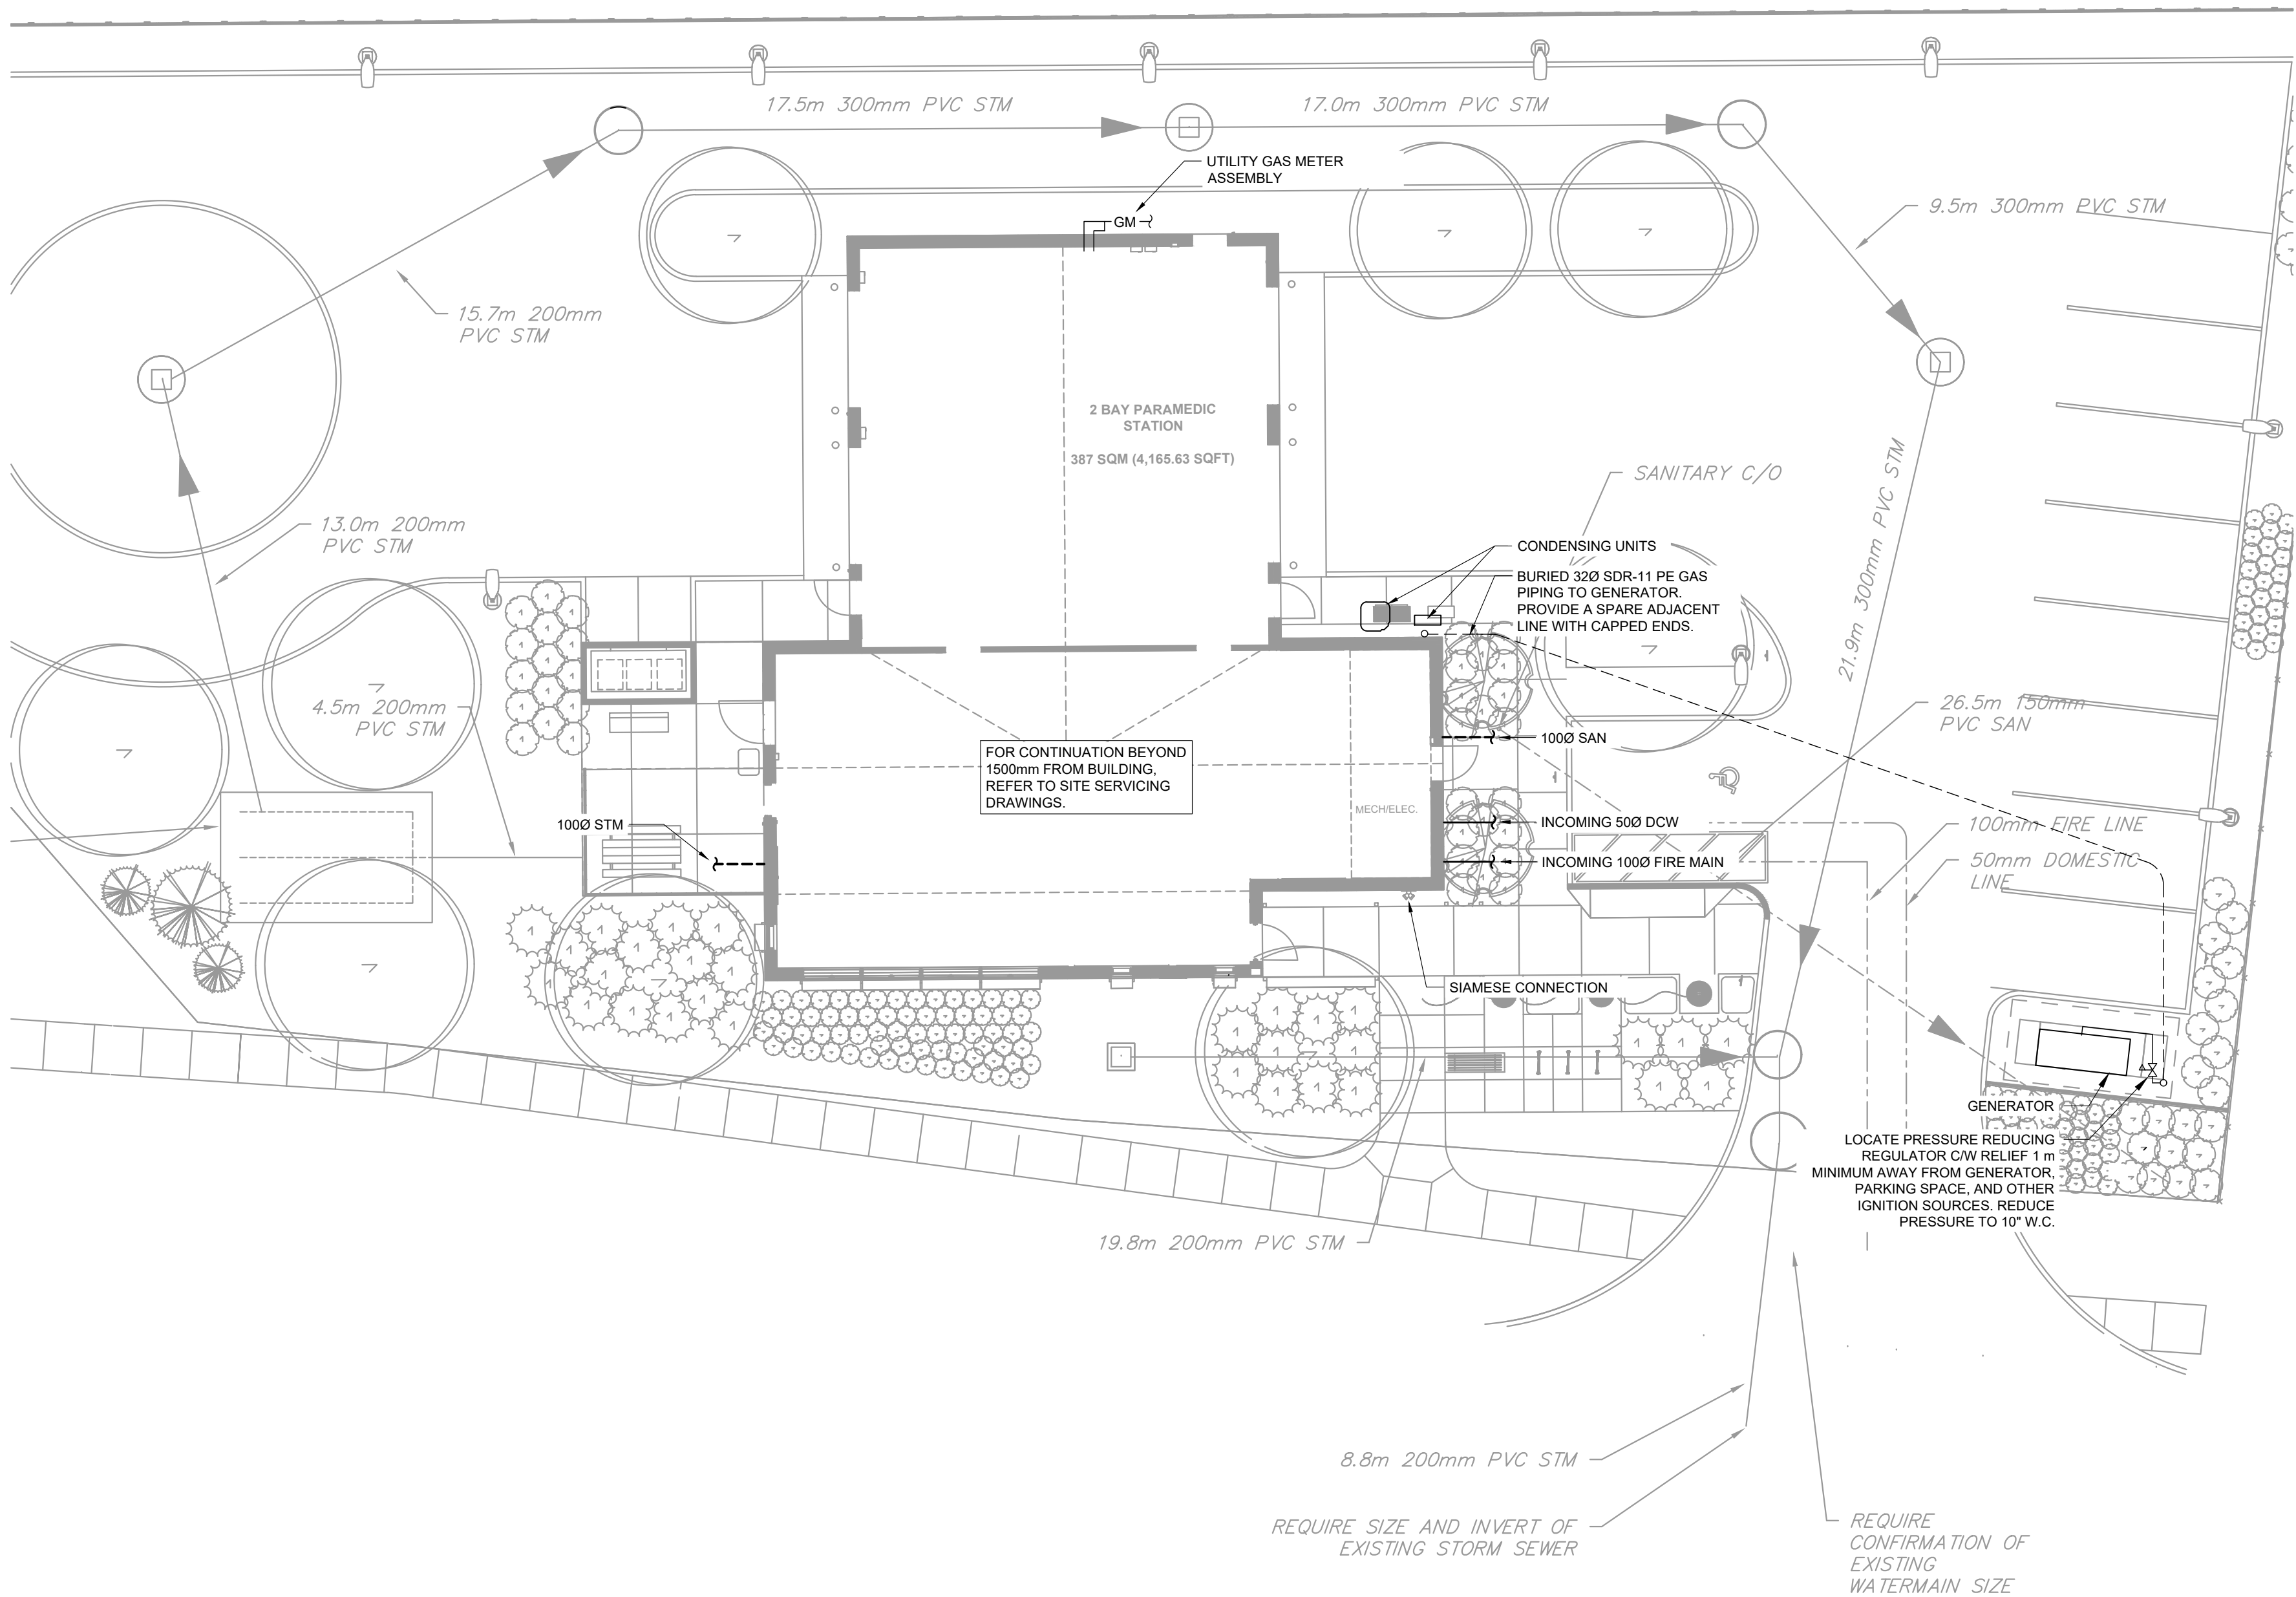 17.5m 300mm PVC STM
17.0m 300mm PVC STM
UTILITY GAS METER
ASSEMBLY
GM
9.5m 300mm PVC STM
15.7m 200mm
PVC STM
2 BAY PARAMEDIC
STATION
387 SQM (4,165.63 SQFT)
SANITARY C/O
21.9m 300mm PVC STM
13.0m 200mm
PVC STM
CONDENSING UNITS
BURIED 32Ø SDR-11 PE GAS
PIPING TO GENERATOR.
PROVIDE A SPARE ADJACENT
LINE WITH CAPPED ENDS.
4.5m 200mm
PVC STM
26.5m 150mm
PVC SAN
100Ø SAN
FOR CONTINUATION BEYOND
1500mm FROM BUILDING,
REFER TO SITE SERVICING
DRAWINGS.
MECH/ELEC.
100Ø STM
INCOMING 50Ø DCW
100mm FIRE LINE
INCOMING 100Ø FIRE MAIN
50mm DOMESTIC
LINE
SIAMESE CONNECTION
GENERATOR
LOCATE PRESSURE REDUCING
REGULATOR C/W RELIEF 1 m
MINIMUM AWAY FROM GENERATOR,
PARKING SPACE, AND OTHER
IGNITION SOURCES. REDUCE
PRESSURE TO 10" W.C.
19.8m 200mm PVC STM
8.8m 200mm PVC STM
REQUIRE SIZE AND INVERT OF
EXISTING STORM SEWER
REQUIRE
CONFIRMATION OF
EXISTING
WATERMAIN SIZE